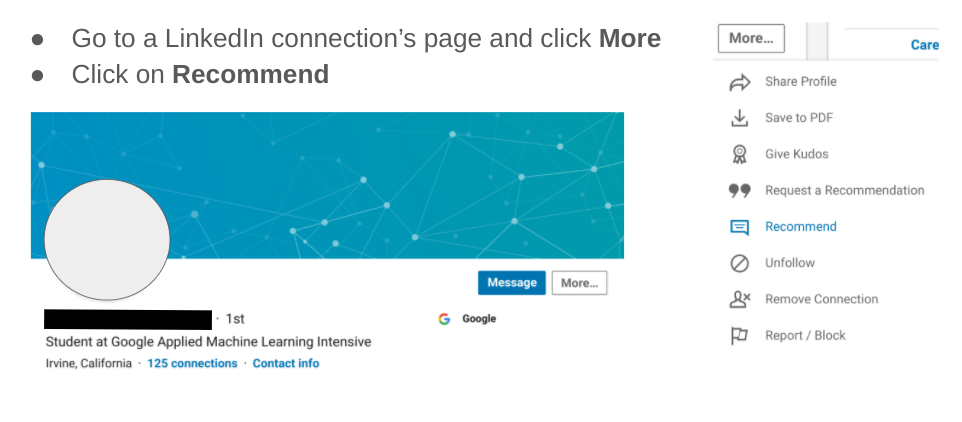 ● Go to a LinkedIn connection’s page and click More
● Click on Recommend
Message
More...
· 1st
Google
Student at Google Applied Machine Learning Intensive
Irvine, California · 125 connections · Contact info
More...
Care
Share Profile
Save to PDF
Give Kudos
Request a Recommendation
Recommend
Unfollow
Remove Connection
Report / Block